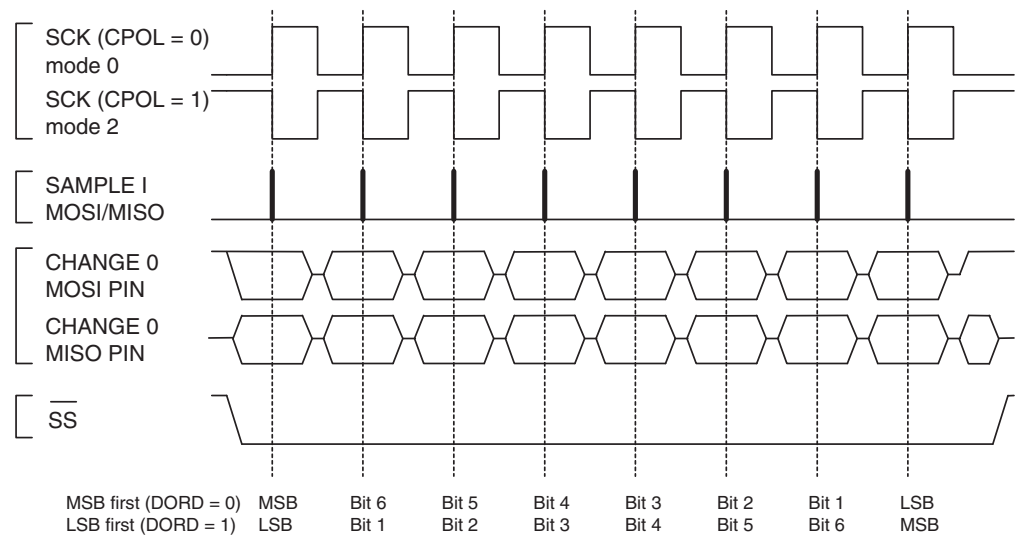 SCK (CPOL = 0)
mode 0
SCK (CPOL = 1)
mode 2
SAMPLE I
MOSI/MISO
CHANGE 0
MOSI PIN
CHANGE 0
MISO PIN
SS
MSB first (DORD = 0) MSB Bit 6 Bit 5 Bit 4 Bit 3 Bit 2 Bit 1 LSB
LSB first (DORD = 1) LSB Bit 1 Bit 2 Bit 3 Bit 4 Bit 5 Bit 6 MSB